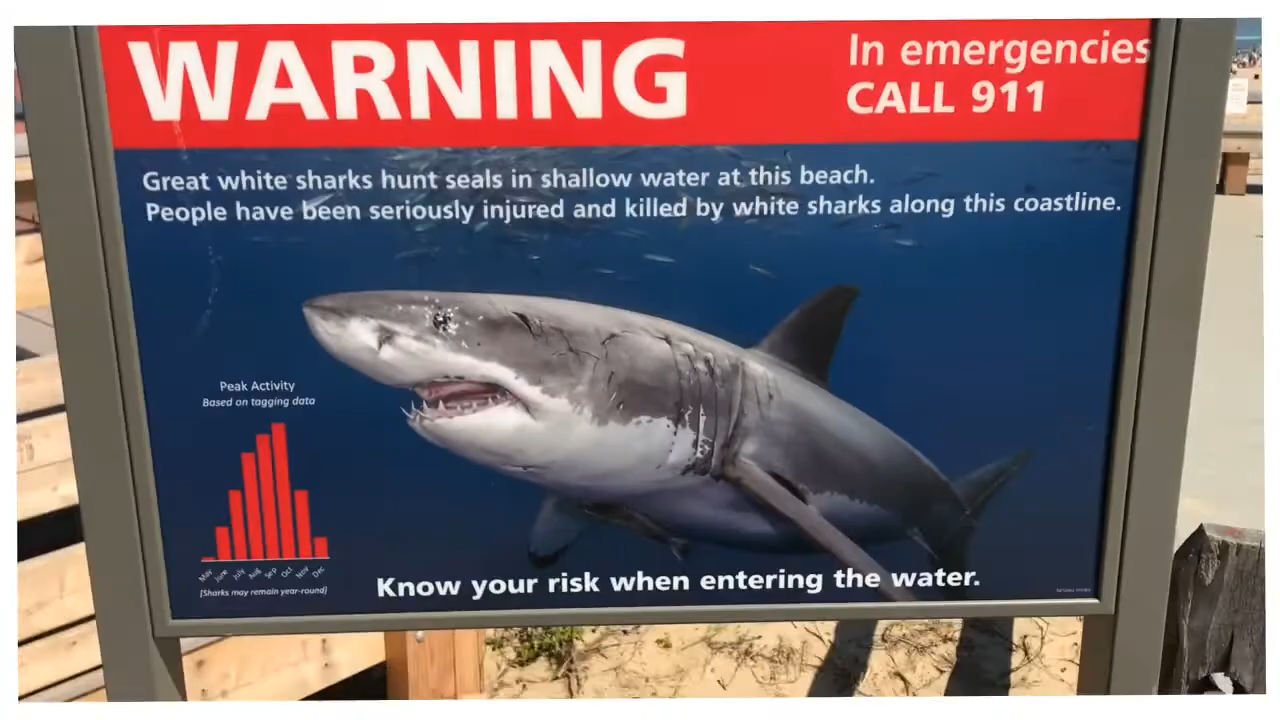 WARNING
In emergencies
CALL 911
Great white sharks hunt seals in shallow water at this beach.
People have been seriously injured and killed by white sharks along this coastline.
Peak Activity
Based on tagging data
May June July Aug Sep Oct Nov Dec
(Sharks may remain year-round)
Know your risk when entering the water.